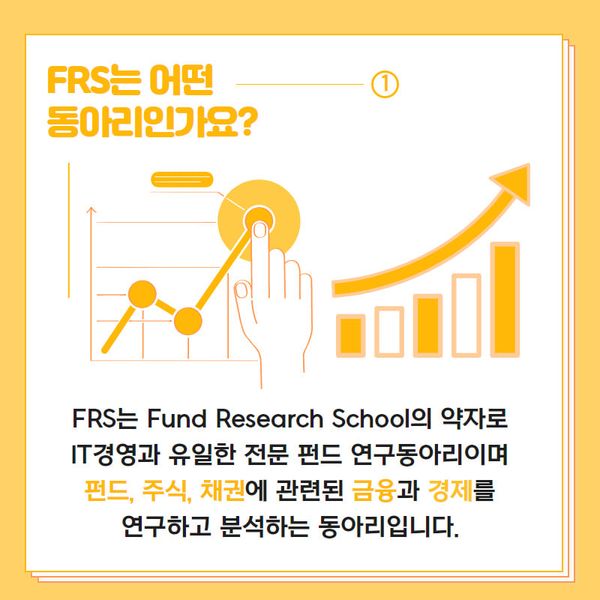 FRS는 어떤
①
동아리인가요?
FRS는 Fund Research School의 약자로
IT경영과 유일한 전문 펀드 연구동아리이며
펀드, 주식, 채권에 관련된 금융과 경제를
연구하고 분석하는 동아리입니다.